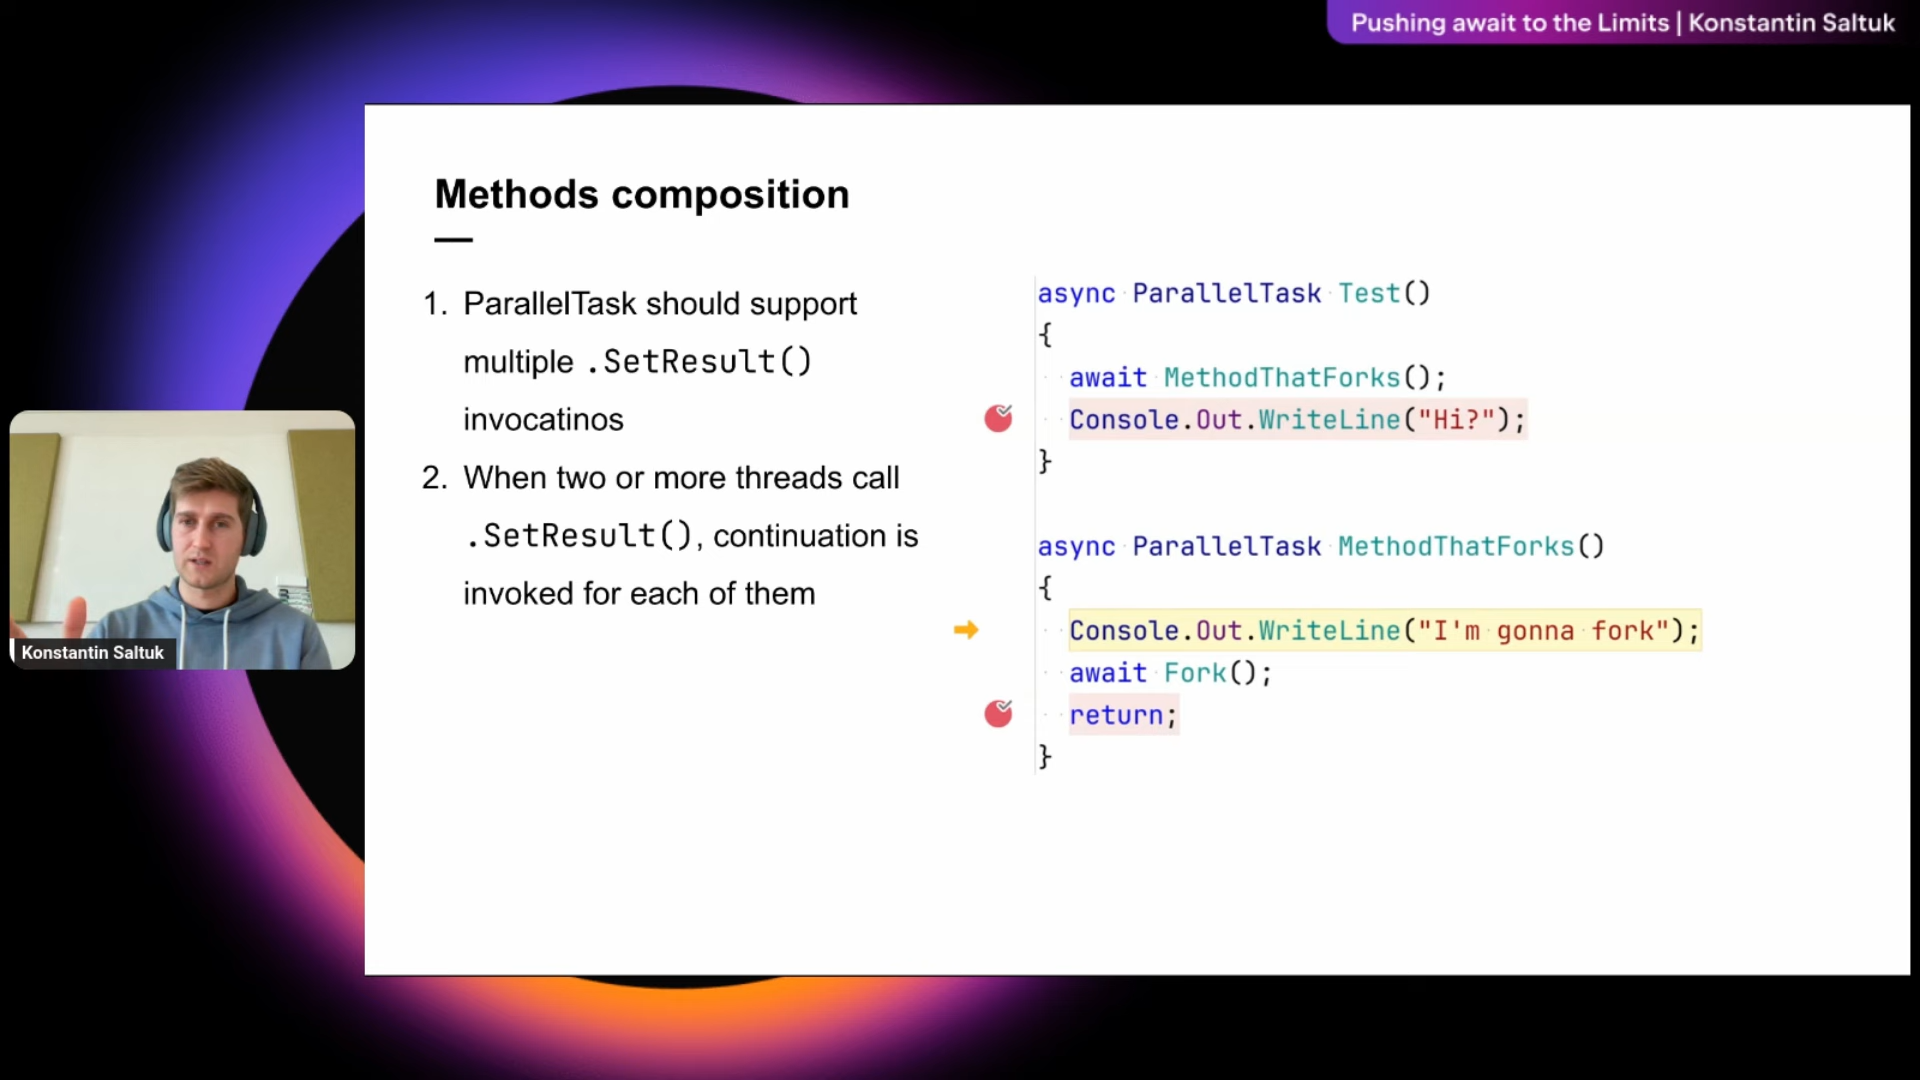 Pushing await to the Limits | Konstantin Saltuk
Methods composition
1. ParallelTask should support
multiple .SetResult()
invocatinos
2. When two or more threads call
.SetResult(), continuation is
invoked for each of them
async ParallelTask Test()
{
await MethodThatForks();
Console.Out.WriteLine("Hi?");
}
async ParallelTask MethodThatForks()
{
Console.Out.WriteLine("I'm gonna fork");
await Fork();
return;
}
Konstantin Saltuk